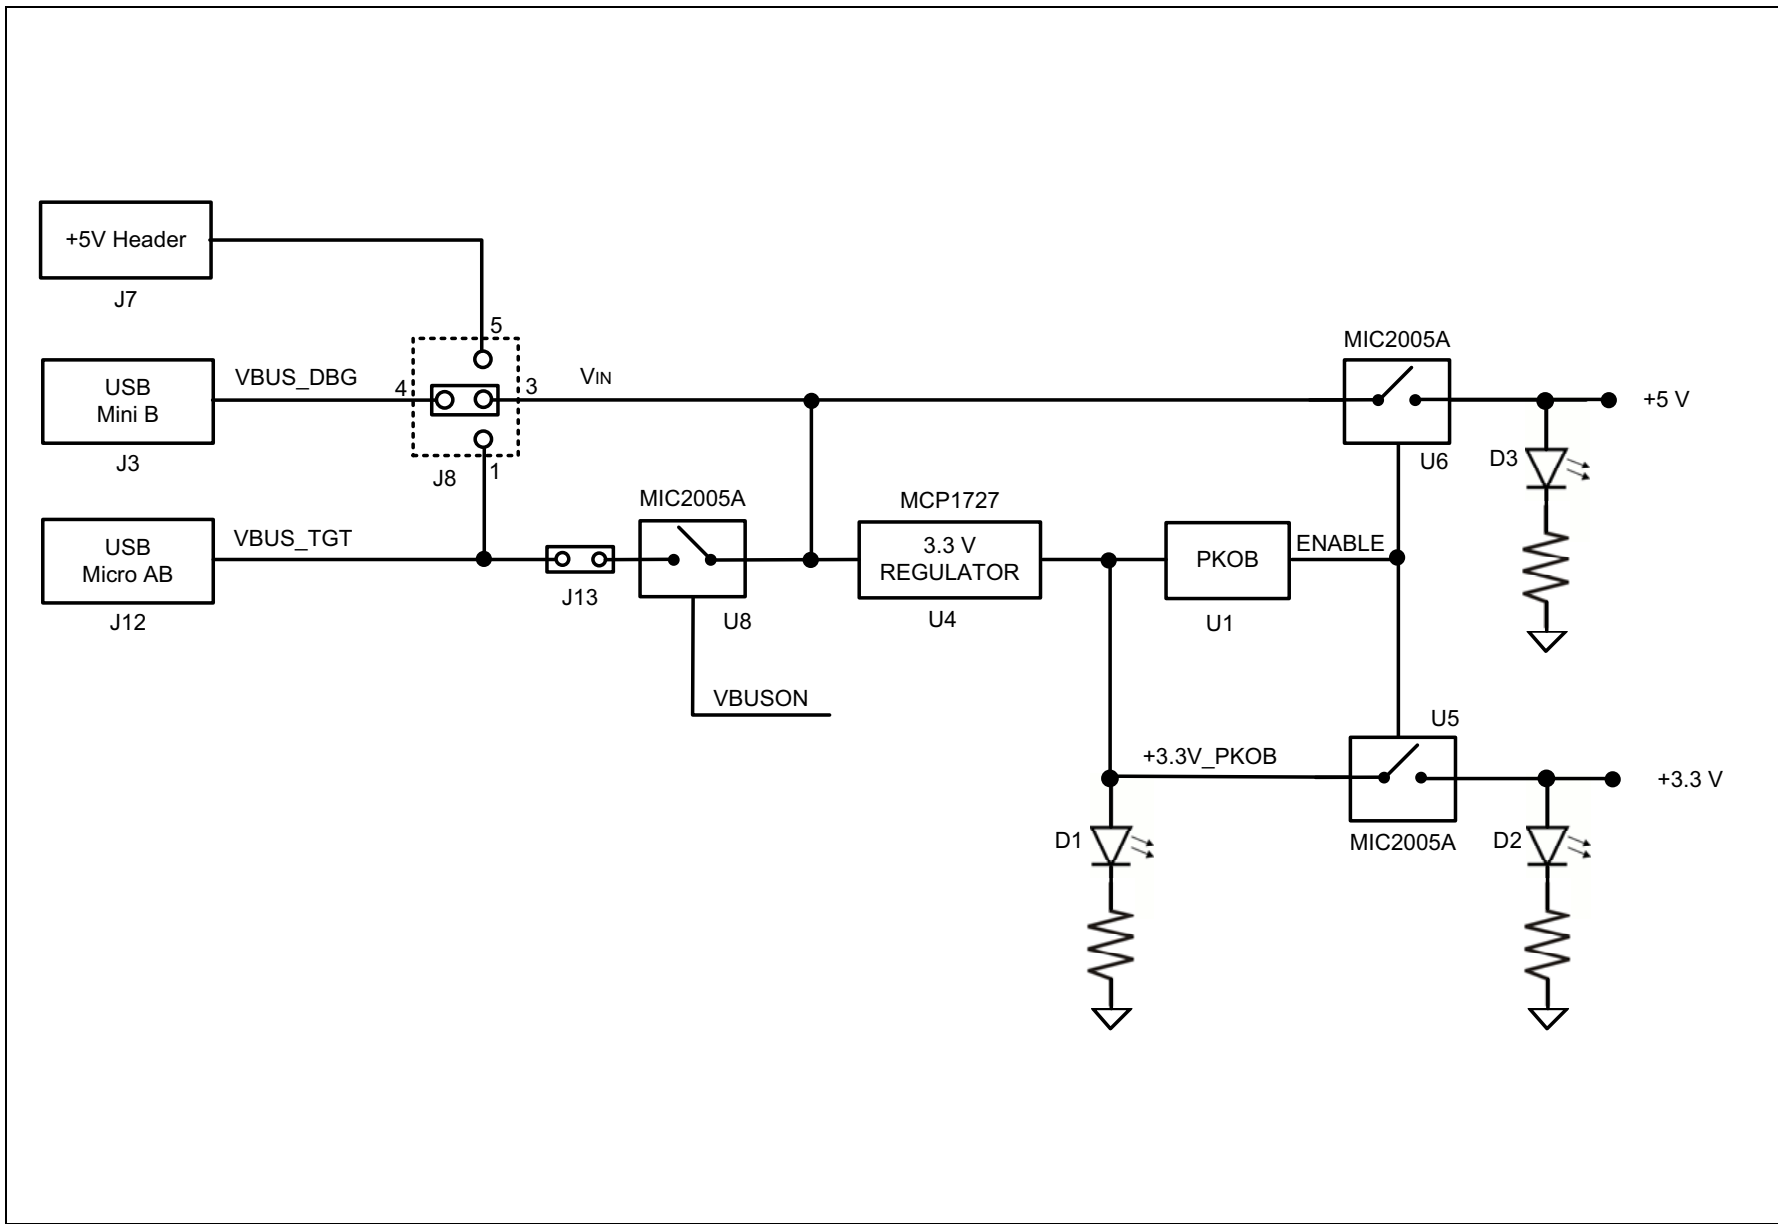 +5V Header
J7
5
MIC2005A
USB
Mini B
VBUS_DBG
4
3
VIN
+5 V
J3
J8
1
U6
D3
MIC2005A
MCP1727
USB
Micro AB
VBUS_TGT
3.3 V
REGULATOR
PKOB
ENABLE
J12
J13
U8
U4
U1
VBUSON
U5
+3.3V_PKOB
+3.3 V
D1
MIC2005A
D2